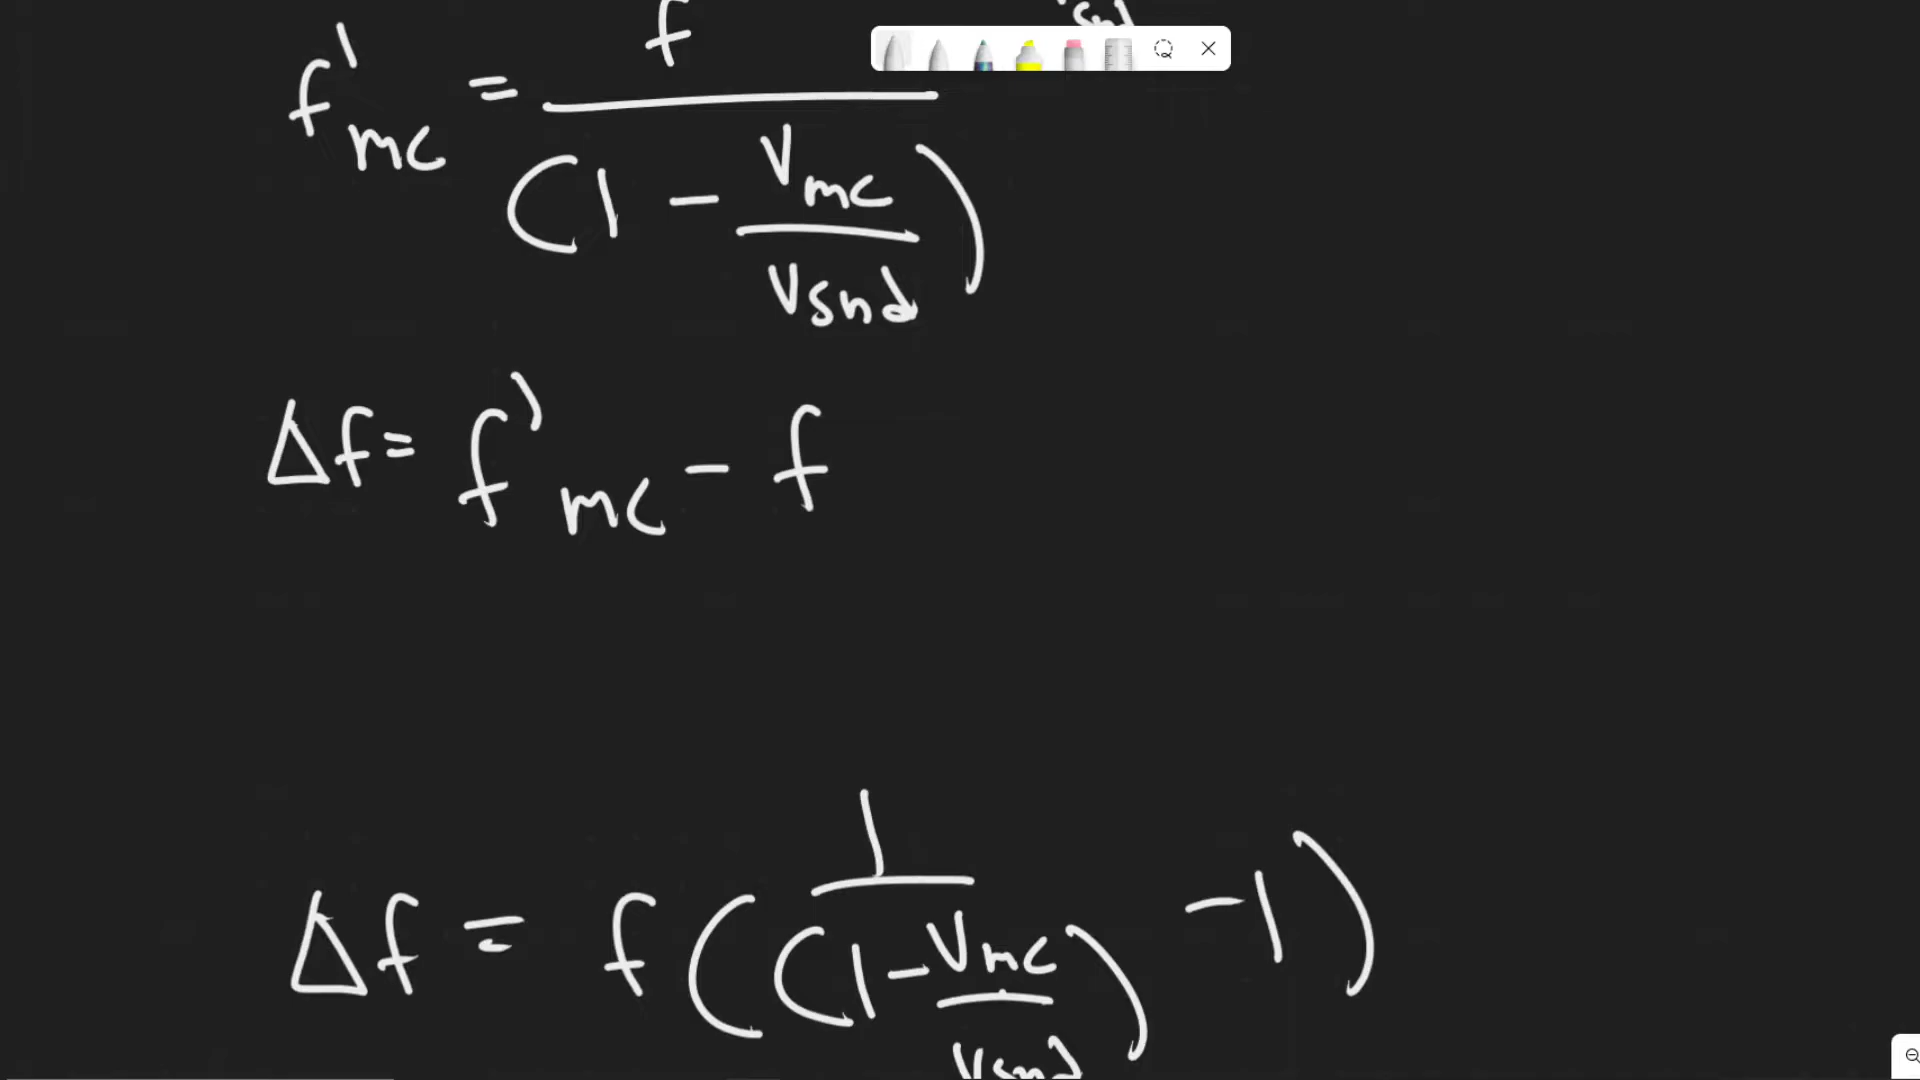 f'mc = f / (1 - Vmc/Vsnd)
Δf = f'mc - f
Δf = f( 1/(1 - Vmc/Vsnd) - 1)